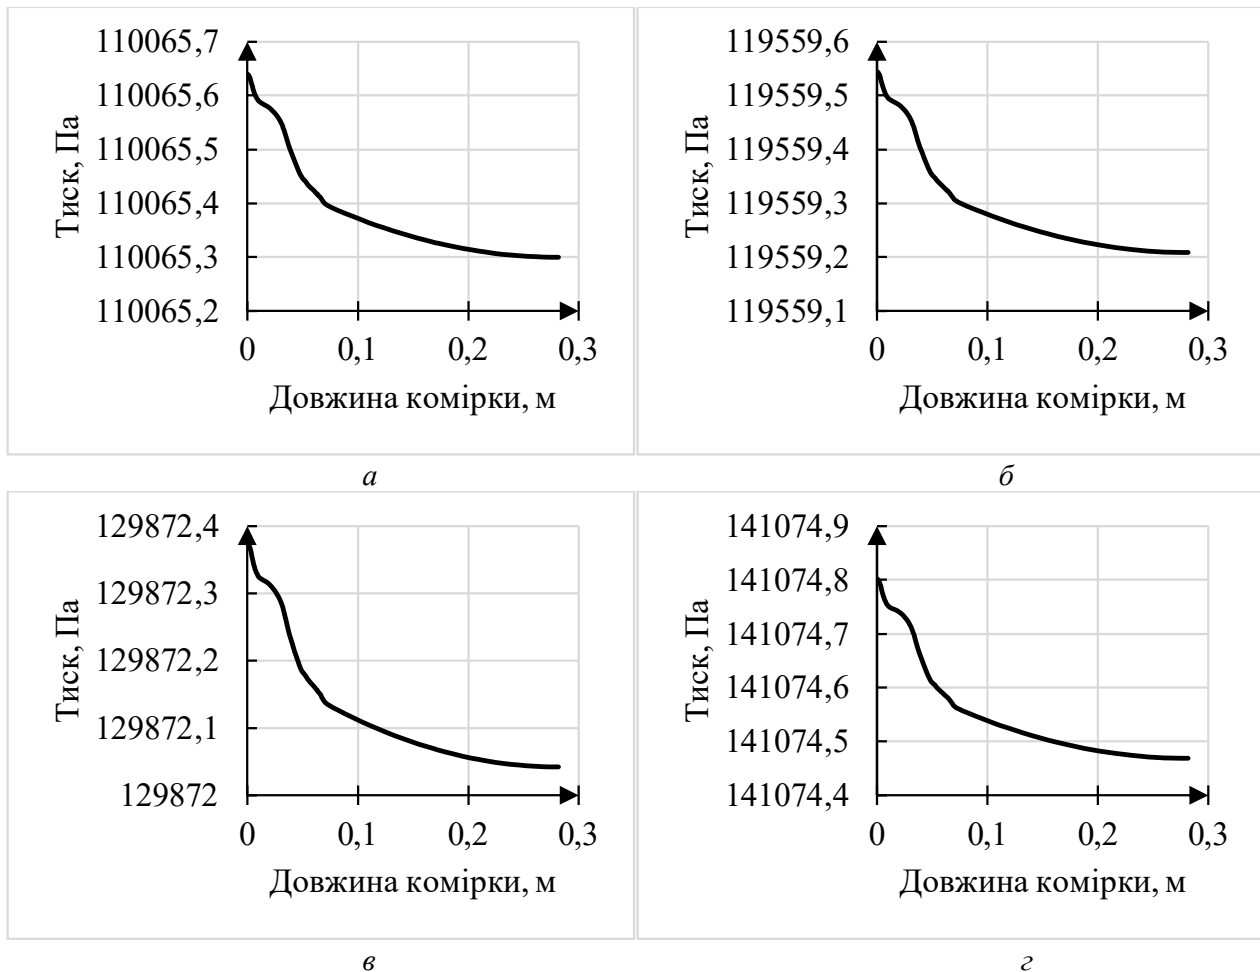 Тиск, Па
110065,7
110065,6
110065,5
110065,4
110065,3
110065,2
0 0,1 0,2 0,3
Довжина комірки, м
а
Тиск, Па
119559,6
119559,5
119559,4
119559,3
119559,2
119559,1
0 0,1 0,2 0,3
Довжина комірки, м
б
Тиск, Па
129872,4
129872,3
129872,2
129872,1
129872
0 0,1 0,2 0,3
Довжина комірки, м
в
Тиск, Па
141074,9
141074,8
141074,7
141074,6
141074,5
141074,4
0 0,1 0,2 0,3
Довжина комірки, м
г